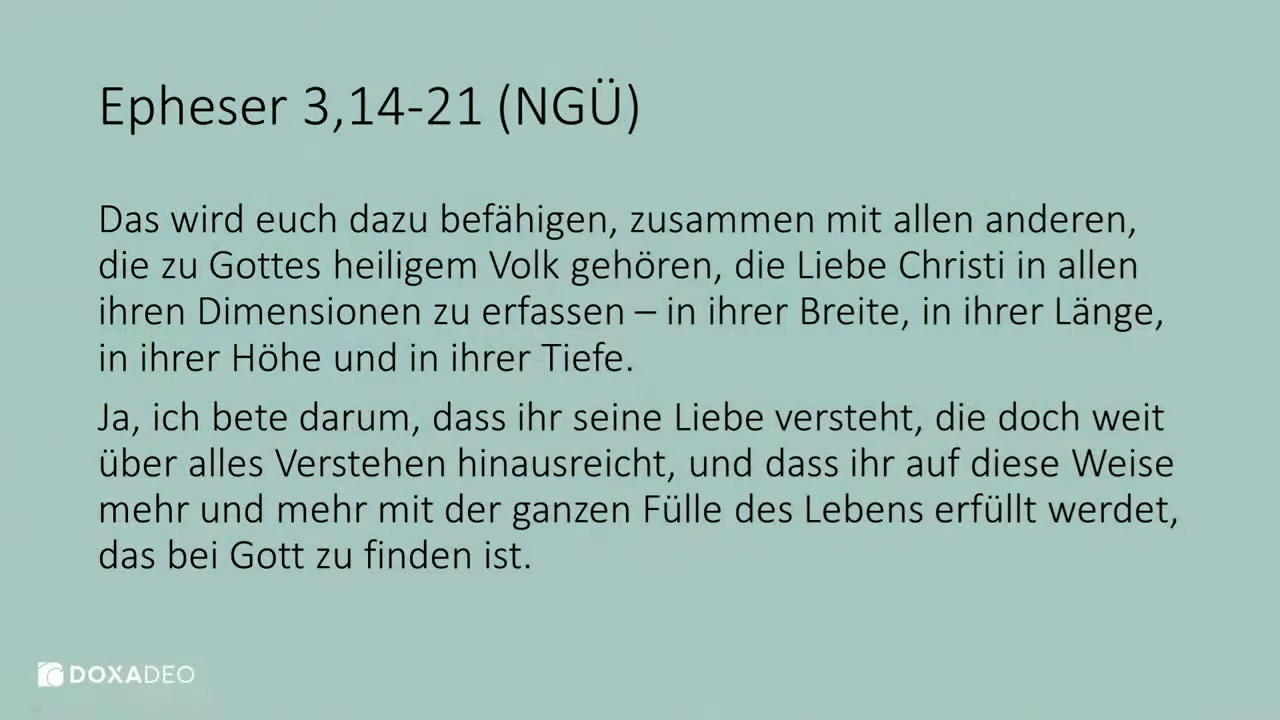 Epheser 3,14-21 (NGÜ)
Das wird euch dazu befähigen, zusammen mit allen anderen,
die zu Gottes heiligem Volk gehören, die Liebe Christi in allen
ihren Dimensionen zu erfassen – in ihrer Breite, in ihrer Länge,
in ihrer Höhe und in ihrer Tiefe.
Ja, ich bete darum, dass ihr seine Liebe versteht, die doch weit
über alles Verstehen hinausreicht, und dass ihr auf diese Weise
mehr und mehr mit der ganzen Fülle des Lebens erfüllt werdet,
das bei Gott zu finden ist.
DOXADEO